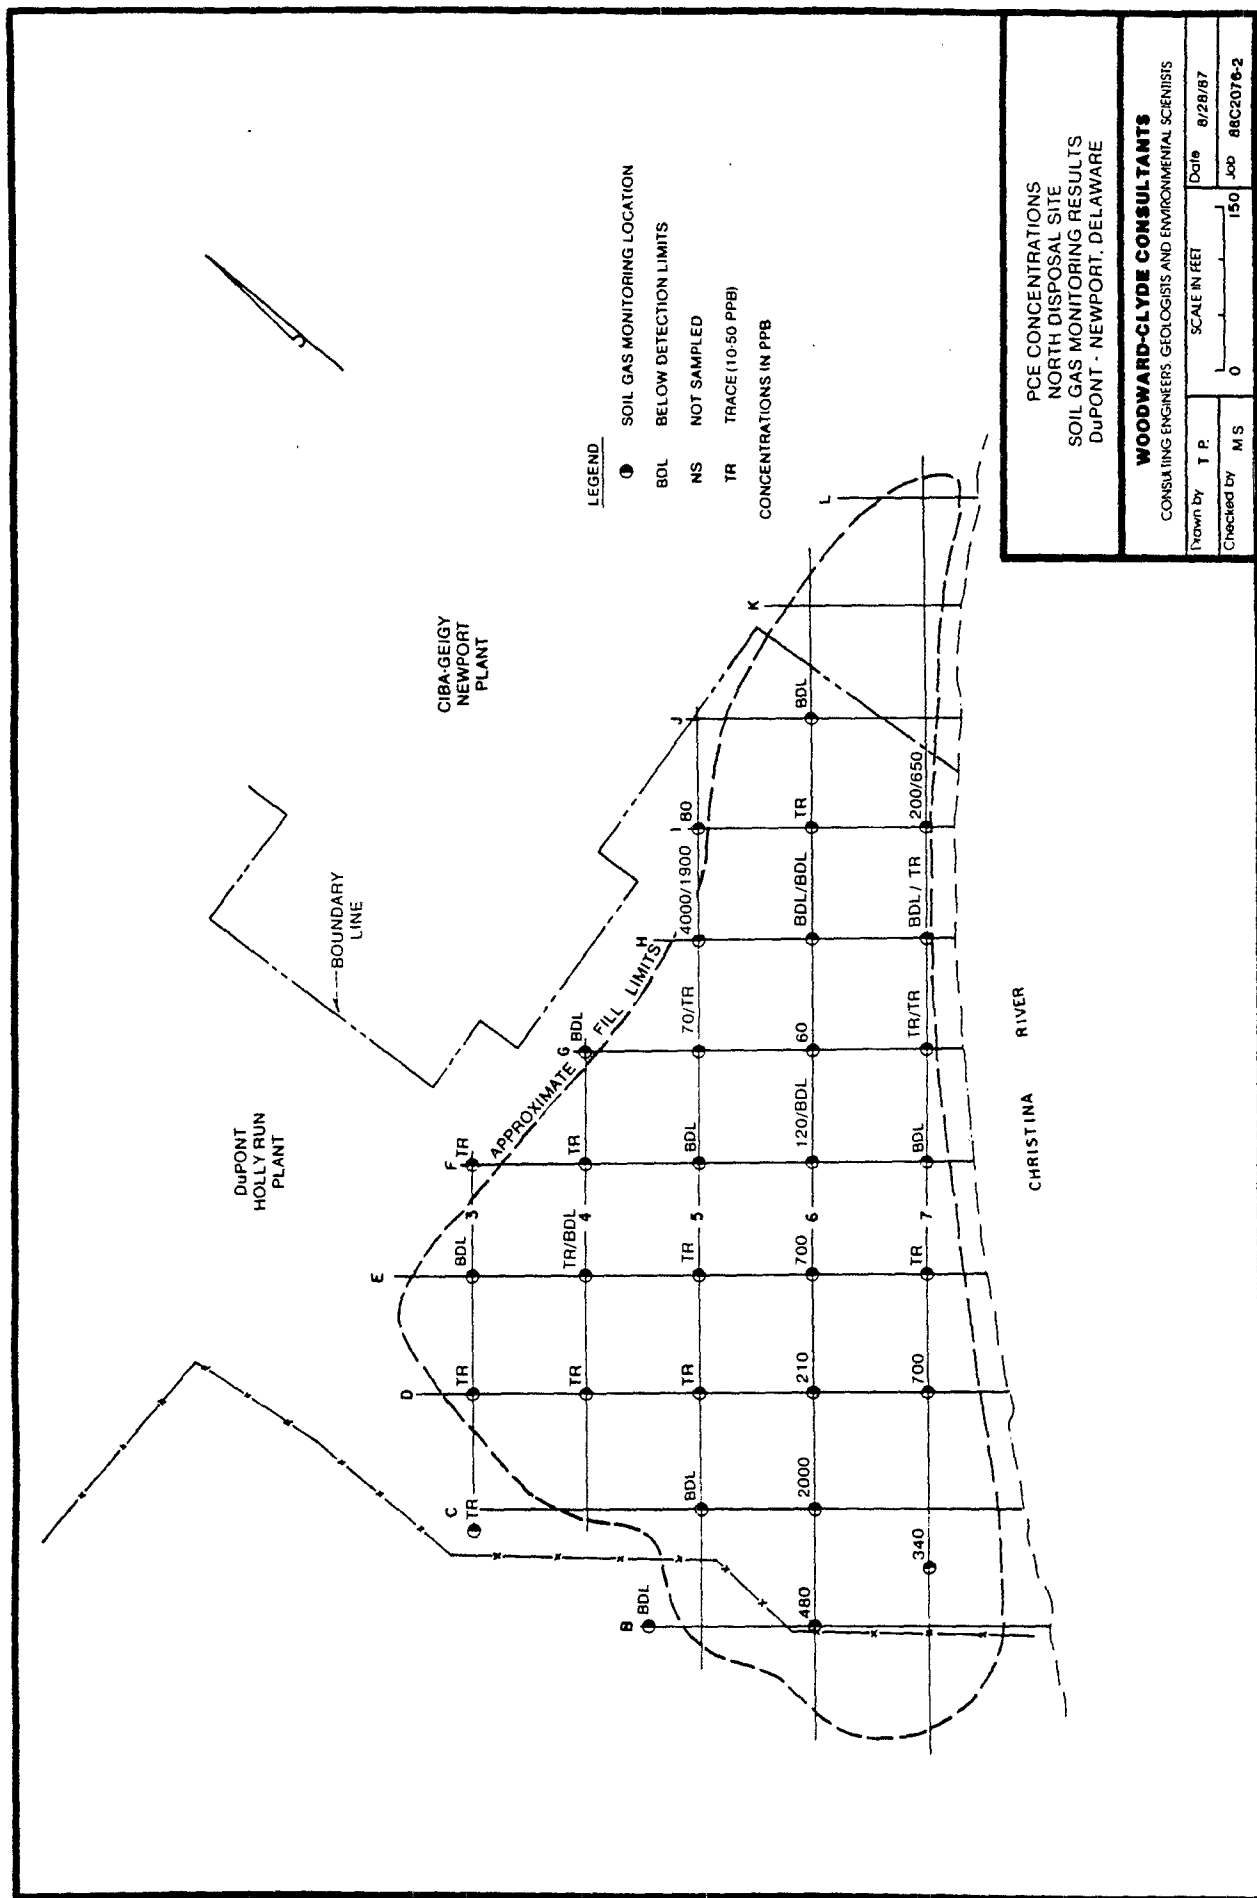 CIBA-GEIGY
NEWPORT
PLANT
DuPONT
HOLLY RUN
PLANT
BOUNDARY
LINE
APPROXIMATE FILL LIMITS
LEGEND
SOIL GAS MONITORING LOCATION
BDL BELOW DETECTION LIMITS
NS NOT SAMPLED
TR TRACE (10-50 PPB)
CONCENTRATIONS IN PPB
B
C
D
E
F
G
H
I
J
K
L
3
4
5
6
7
TR
TR
BDL
TR
TR
TR/BDL
TR
BDL
BDL
BDL
TR
TR
BDL
70/TR
4000/1900
80
480
2000
210
700
120/BDL
60
BDL/BDL
TR
BDL
340
700
TR
BDL
TR/TR
BDL/ TR
200/650
CHRISTINA RIVER
PCE CONCENTRATIONS
NORTH DISPOSAL SITE
SOIL GAS MONITORING RESULTS
DuPONT - NEWPORT, DELAWARE
WOODWARD-CLYDE CONSULTANTS
CONSULTING ENGINEERS, GEOLOGISTS AND ENVIRONMENTAL SCIENTISTS
Drawn by T P.
SCALE IN FEET
Date 8/28/87
Checked by M S
0 150
Job 86C2076-2